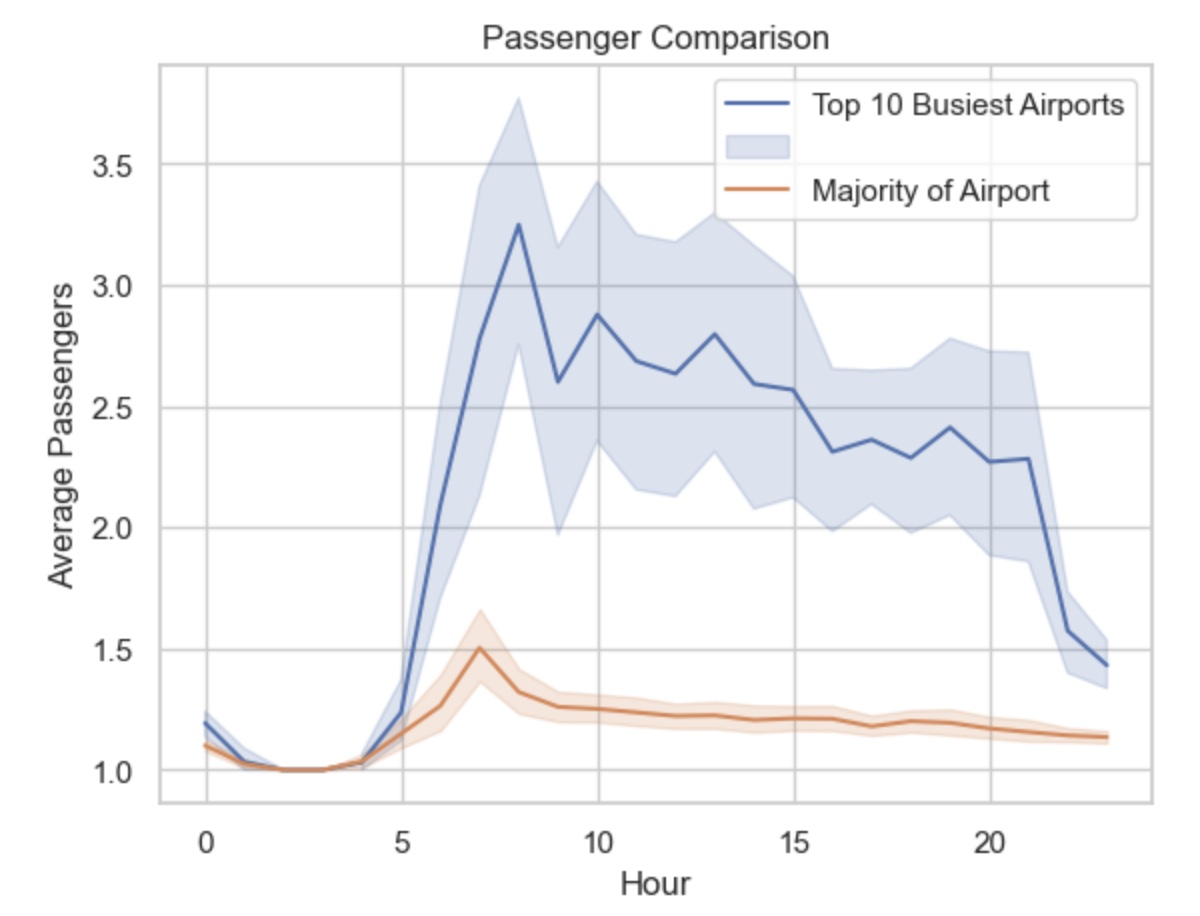 Passenger Comparison
Top 10 Busiest Airports
Majority of Airport
Average Passengers
3.5
3.0
2.5
2.0
1.5
1.0
0 5 10 15 20
Hour